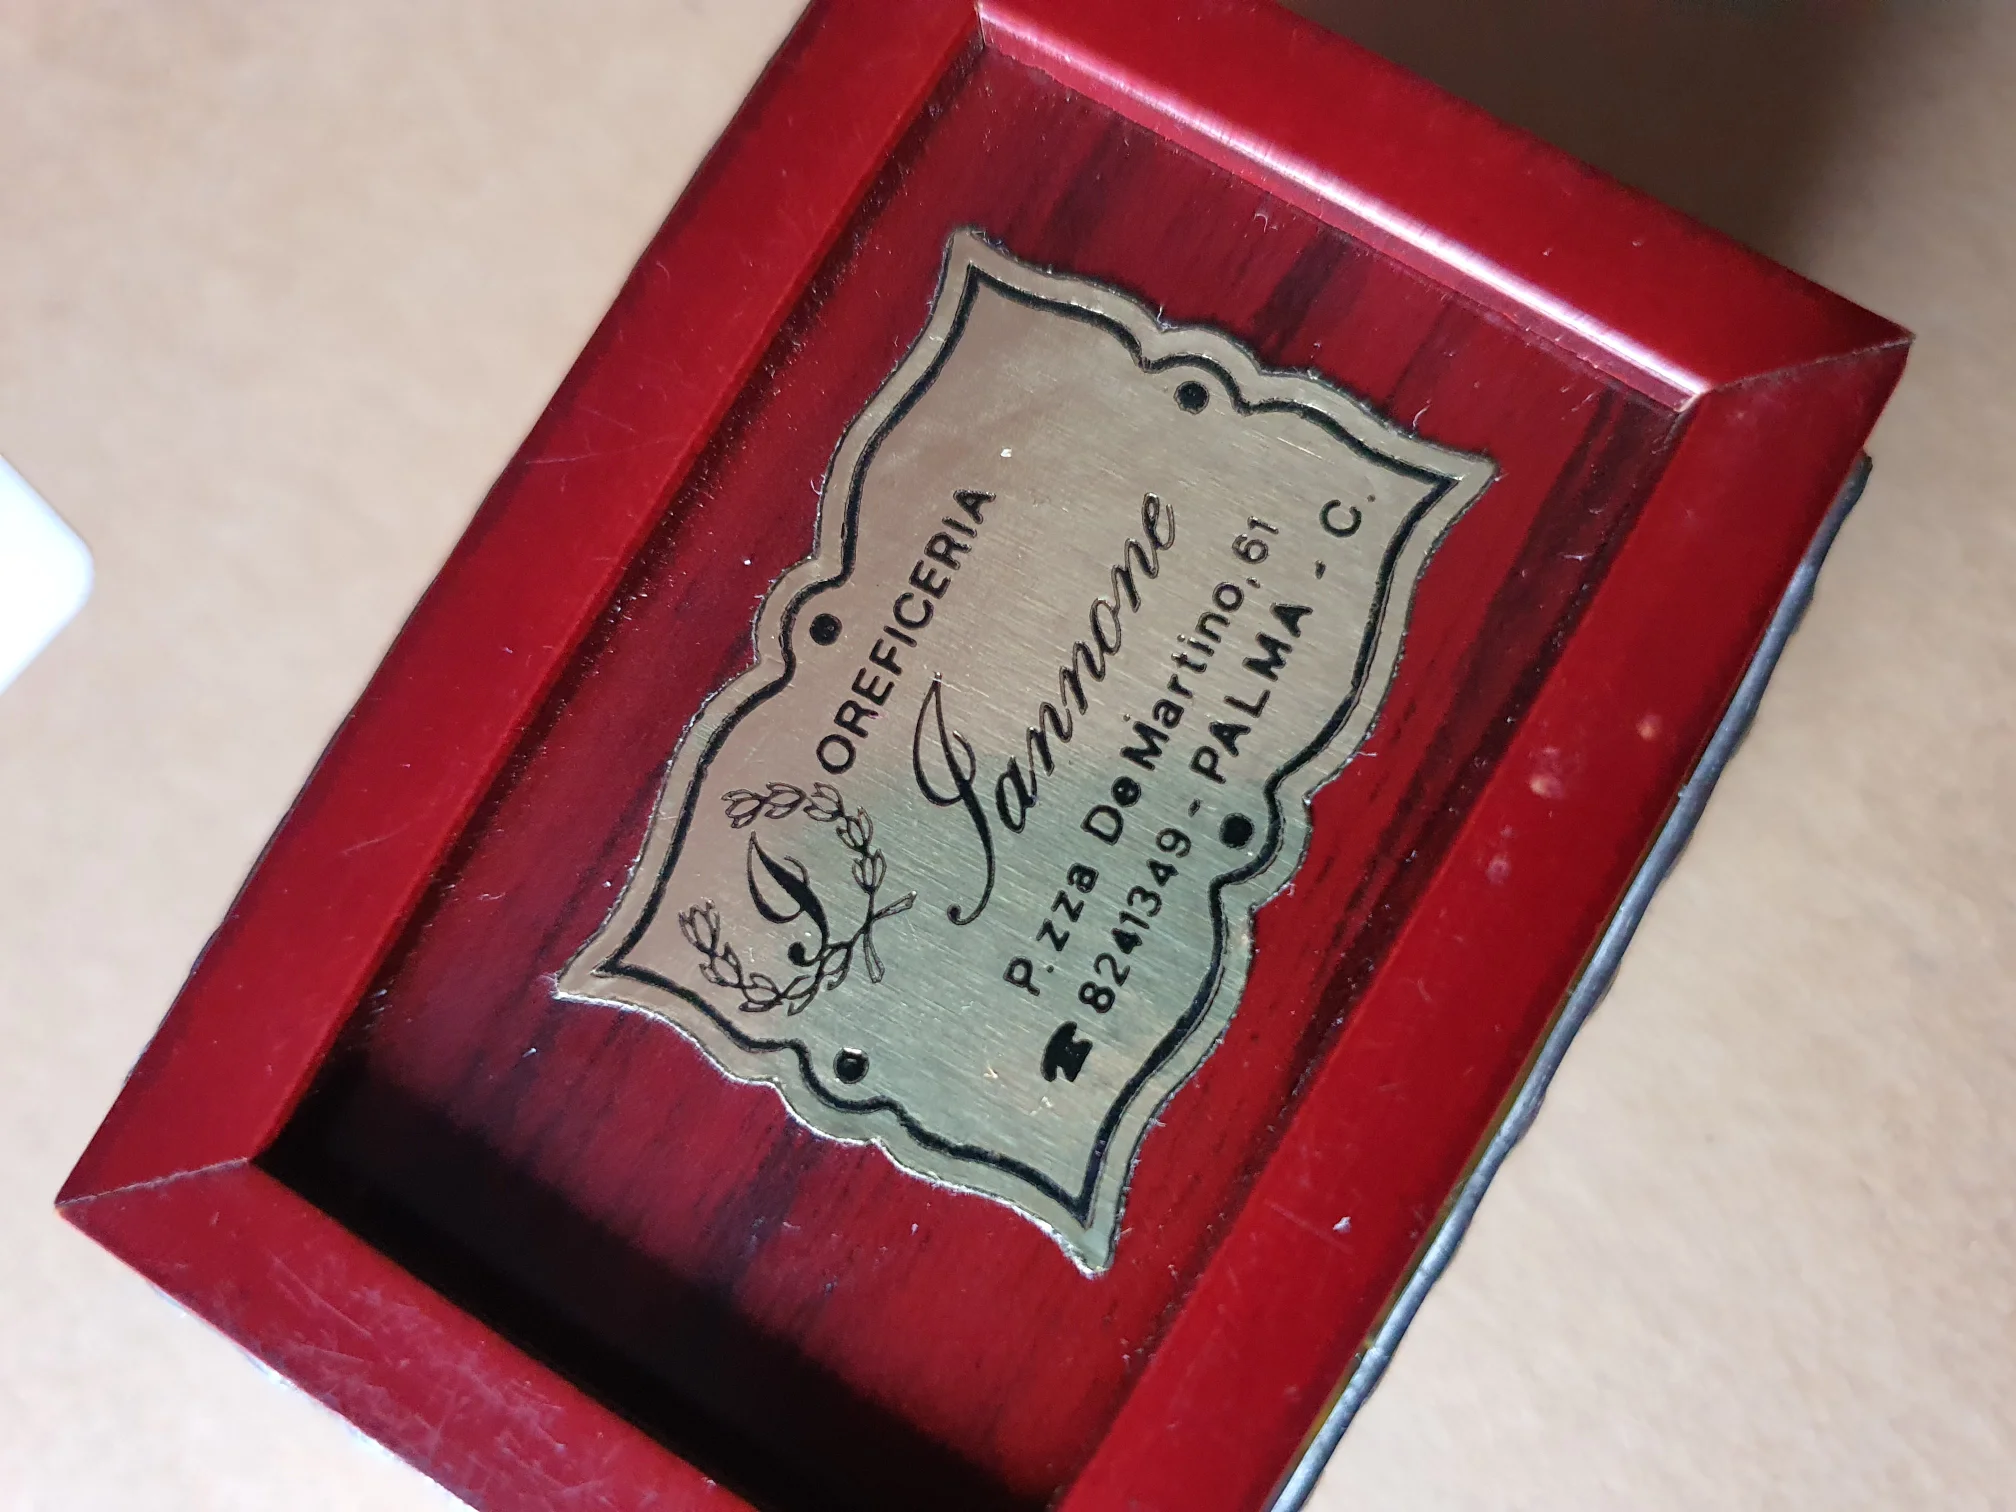 I
OREFICERIA
Iannone
P.zza De Martino, 61
☎ 8241349 - PALMA - C.